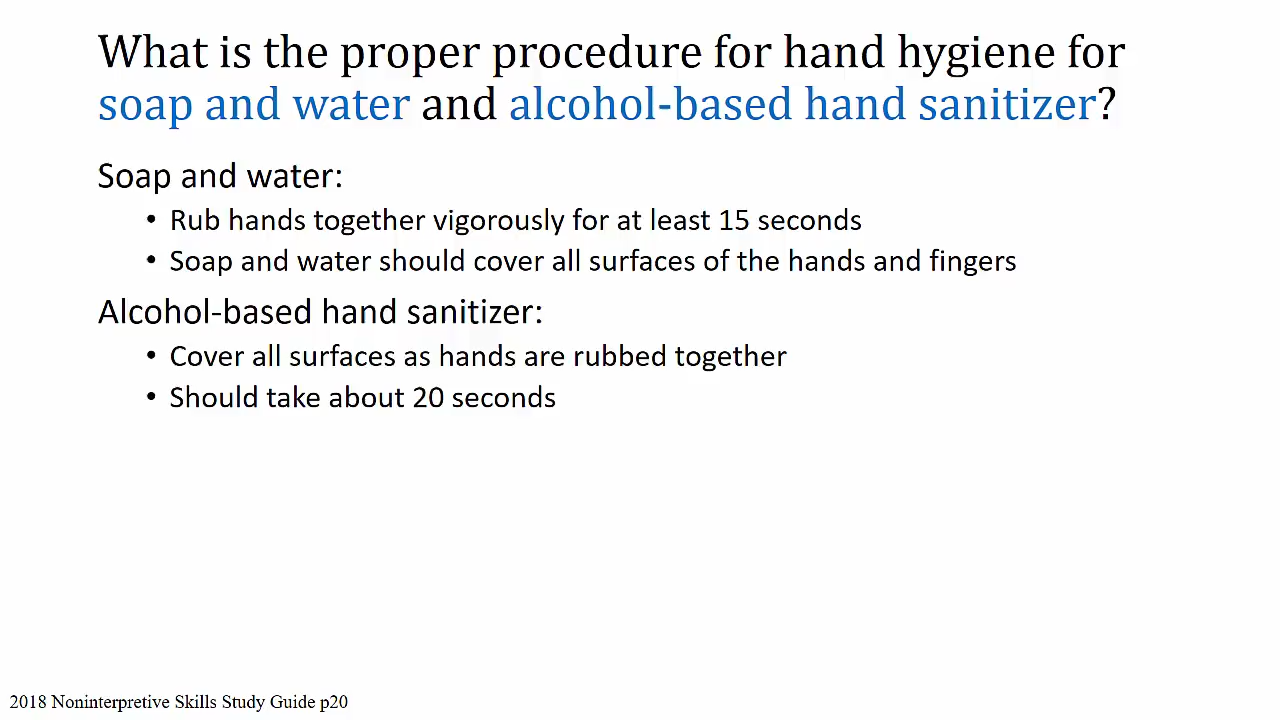 What is the proper procedure for hand hygiene for
soap and water and alcohol-based hand sanitizer?
Soap and water:
• Rub hands together vigorously for at least 15 seconds
• Soap and water should cover all surfaces of the hands and fingers
Alcohol-based hand sanitizer:
• Cover all surfaces as hands are rubbed together
• Should take about 20 seconds
2018 Noninterpretive Skills Study Guide p20